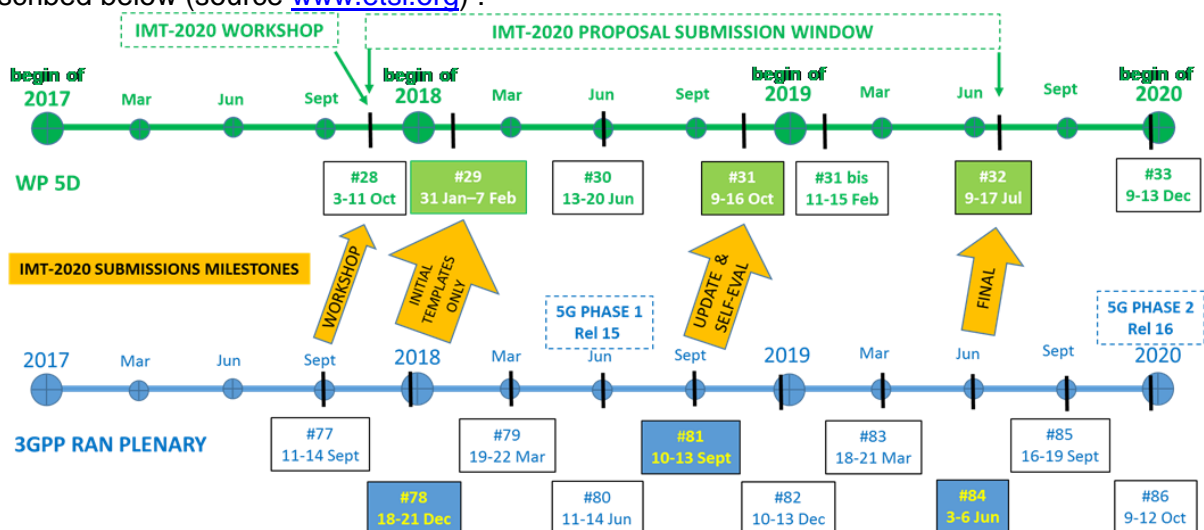 scribed below (source www.etsi.org) .
IMT-2020 WORKSHOP
IMT-2020 PROPOSAL SUBMISSION WINDOW
begin of
2017
Mar
Jun
Sept
begin of
2018
Mar
Jun
Sept
begin of
2019
Mar
Jun
Sept
begin of
2020
WP 5D
#28
3-11 Oct
#29
31 Jan–7 Feb
#30
13-20 Jun
#31
9-16 Oct
#31 bis
11-15 Feb
#32
9-17 Jul
#33
9-13 Dec
IMT-2020 SUBMISSIONS MILESTONES
WORKSHOP
INITIAL
TEMPLATES
ONLY
UPDATE &
SELF-EVAL
FINAL
5G PHASE 1
Rel 15
5G PHASE 2
Rel 16
2017
Mar
Jun
Sept
2018
Mar
Jun
Sept
2019
Mar
Jun
Sept
2020
3GPP RAN PLENARY
#77
11-14 Sept
#79
19-22 Mar
#81
10-13 Sept
#83
18-21 Mar
#85
16-19 Sept
#78
18-21 Dec
#80
11-14 Jun
#82
10-13 Dec
#84
3-6 Jun
#86
9-12 Oct